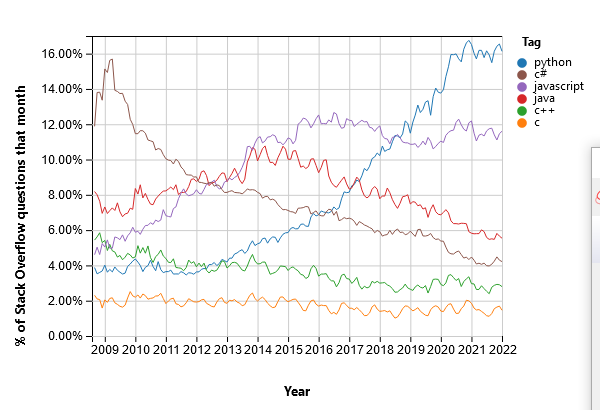 % of Stack Overflow questions that month
16.00%
14.00%
12.00%
10.00%
8.00%
6.00%
4.00%
2.00%
0.00%
2009 2010 2011 2012 2013 2014 2015 2016 2017 2018 2019 2020 2021 2022
Year
Tag
python
c#
javascript
java
c++
c